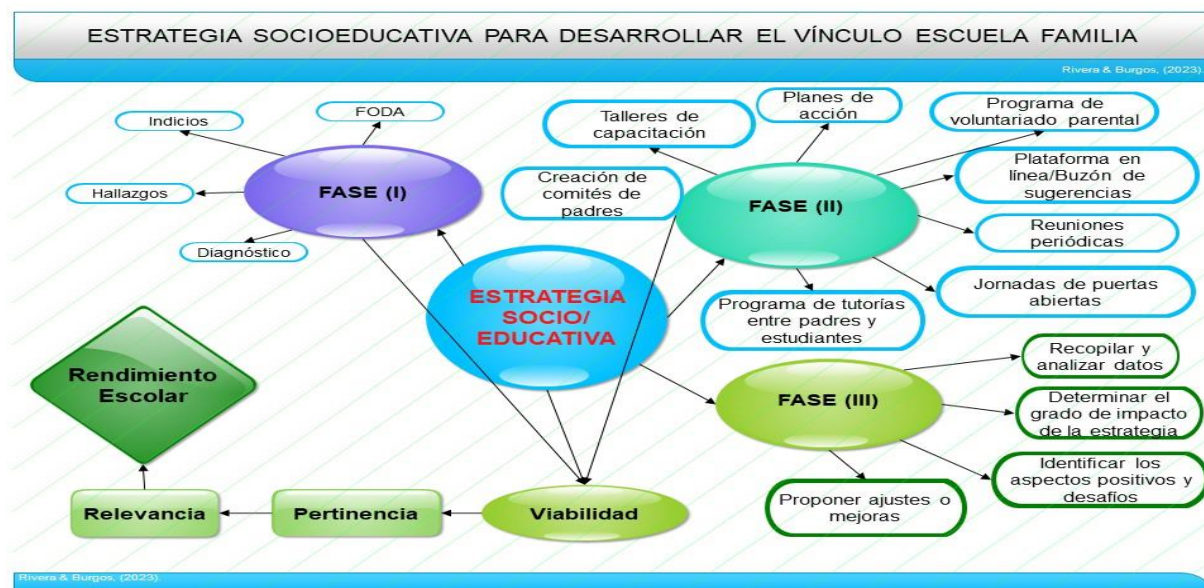 ESTRATEGIA SOCIOEDUCATIVA PARA DESARROLLAR EL VÍNCULO ESCUELA FAMILIA
Rivera & Burgos, (2023).
Indicios
FODA
Hallazgos
Diagnóstico
FASE (I)
Talleres de
capacitación
Planes de
acción
Programa de
voluntariado parental
Creación de
comités de
padres
FASE (II)
Plataforma en
línea/Buzón de
sugerencias
Reuniones
periódicas
Jornadas de puertas
abiertas
Programa de tutorías
entre padres y
estudiantes
ESTRATEGIA
SOCIO/
EDUCATIVA
Rendimiento
Escolar
FASE (III)
Recopilar y
analizar datos
Determinar el
grado de impacto
de la estrategia
Identificar los
aspectos positivos y
desafíos
Proponer ajustes o
mejoras
Relevancia
Pertinencia
Viabilidad
Rivera & Burgos, (2023).